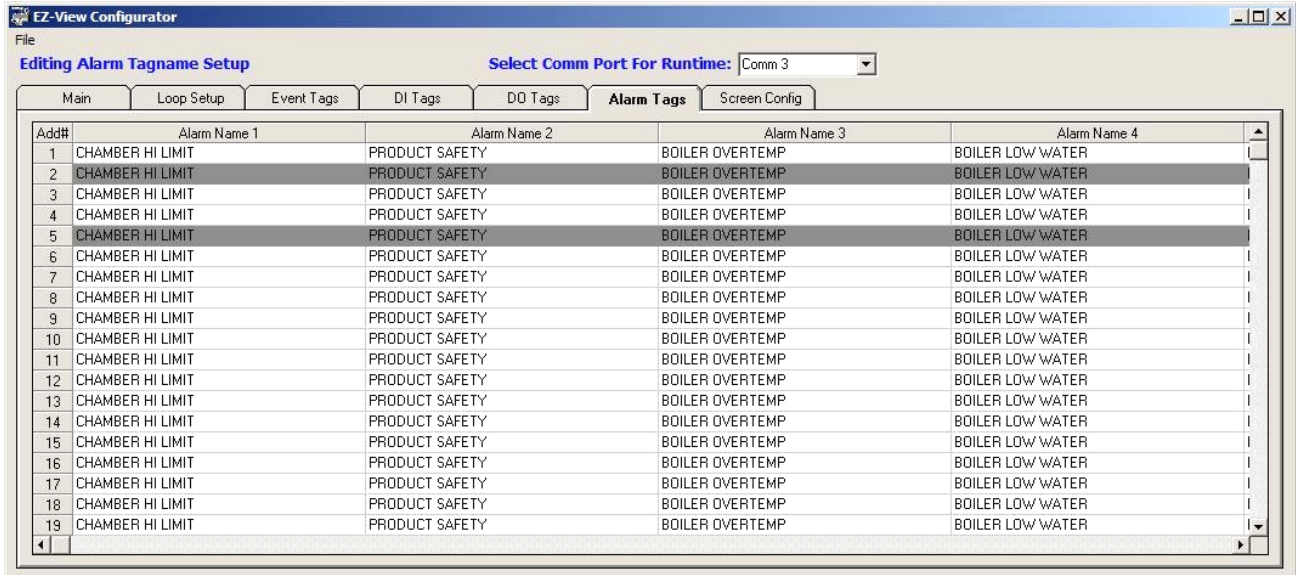 EZ-View Configurator
File
Editing Alarm Tagname Setup Select Comm Port For Runtime: Comm 3
Main Loop Setup Event Tags DI Tags DO Tags Alarm Tags Screen Config
Add# Alarm Name 1 Alarm Name 2 Alarm Name 3 Alarm Name 4
1 CHAMBER HI LIMIT PRODUCT SAFETY BOILER OVERTEMP BOILER LOW WATER
2 CHAMBER HI LIMIT PRODUCT SAFETY BOILER OVERTEMP BOILER LOW WATER
3 CHAMBER HI LIMIT PRODUCT SAFETY BOILER OVERTEMP BOILER LOW WATER
4 CHAMBER HI LIMIT PRODUCT SAFETY BOILER OVERTEMP BOILER LOW WATER
5 CHAMBER HI LIMIT PRODUCT SAFETY BOILER OVERTEMP BOILER LOW WATER
6 CHAMBER HI LIMIT PRODUCT SAFETY BOILER OVERTEMP BOILER LOW WATER
7 CHAMBER HI LIMIT PRODUCT SAFETY BOILER OVERTEMP BOILER LOW WATER
8 CHAMBER HI LIMIT PRODUCT SAFETY BOILER OVERTEMP BOILER LOW WATER
9 CHAMBER HI LIMIT PRODUCT SAFETY BOILER OVERTEMP BOILER LOW WATER
10 CHAMBER HI LIMIT PRODUCT SAFETY BOILER OVERTEMP BOILER LOW WATER
11 CHAMBER HI LIMIT PRODUCT SAFETY BOILER OVERTEMP BOILER LOW WATER
12 CHAMBER HI LIMIT PRODUCT SAFETY BOILER OVERTEMP BOILER LOW WATER
13 CHAMBER HI LIMIT PRODUCT SAFETY BOILER OVERTEMP BOILER LOW WATER
14 CHAMBER HI LIMIT PRODUCT SAFETY BOILER OVERTEMP BOILER LOW WATER
15 CHAMBER HI LIMIT PRODUCT SAFETY BOILER OVERTEMP BOILER LOW WATER
16 CHAMBER HI LIMIT PRODUCT SAFETY BOILER OVERTEMP BOILER LOW WATER
17 CHAMBER HI LIMIT PRODUCT SAFETY BOILER OVERTEMP BOILER LOW WATER
18 CHAMBER HI LIMIT PRODUCT SAFETY BOILER OVERTEMP BOILER LOW WATER
19 CHAMBER HI LIMIT PRODUCT SAFETY BOILER OVERTEMP BOILER LOW WATER